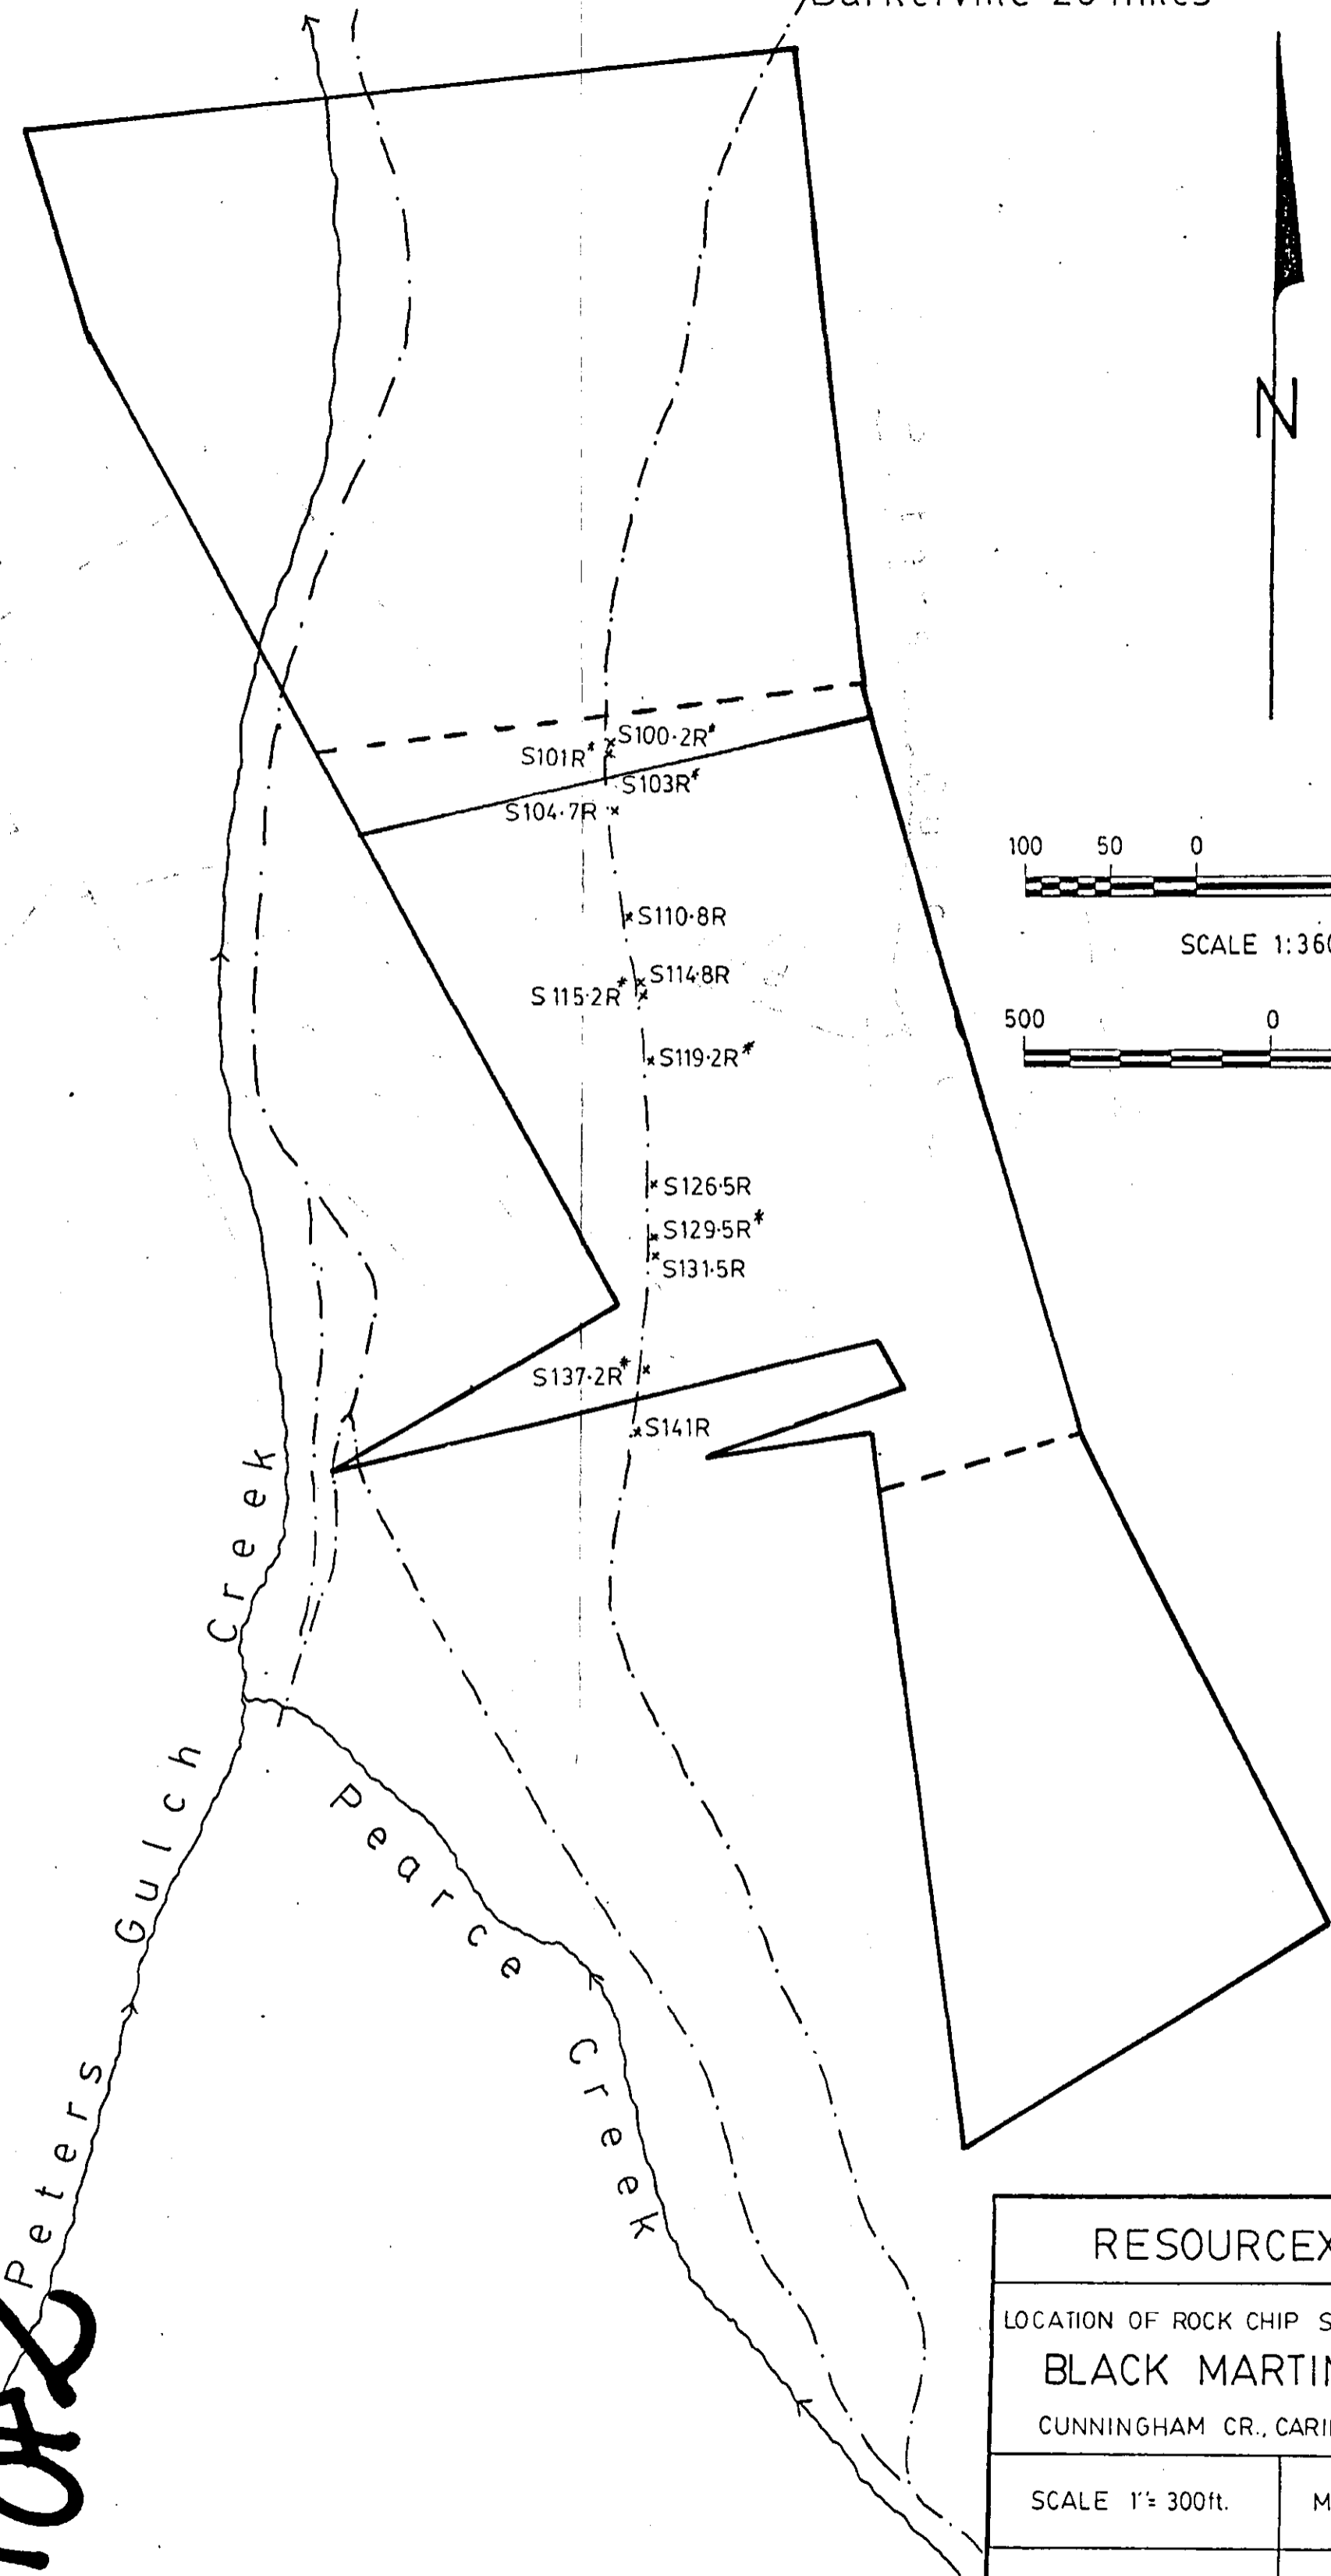 Barkerville 20 miles
N
S100·2R*
S101R*
S103R*
S104·7R
S110·8R
S114·8R
S115·2R*
S119·2R*
S126·5R
S129·5R*
S131·5R
S137·2R*
S141R
100 50 0
SCALE 1:360
500 0
Peters Gulch Creek
Pearce Creek
RESOURCEX
LOCATION OF ROCK CHIP S
BLACK MARTIN
CUNNINGHAM CR., CARI
SCALE 1"= 300ft.
M